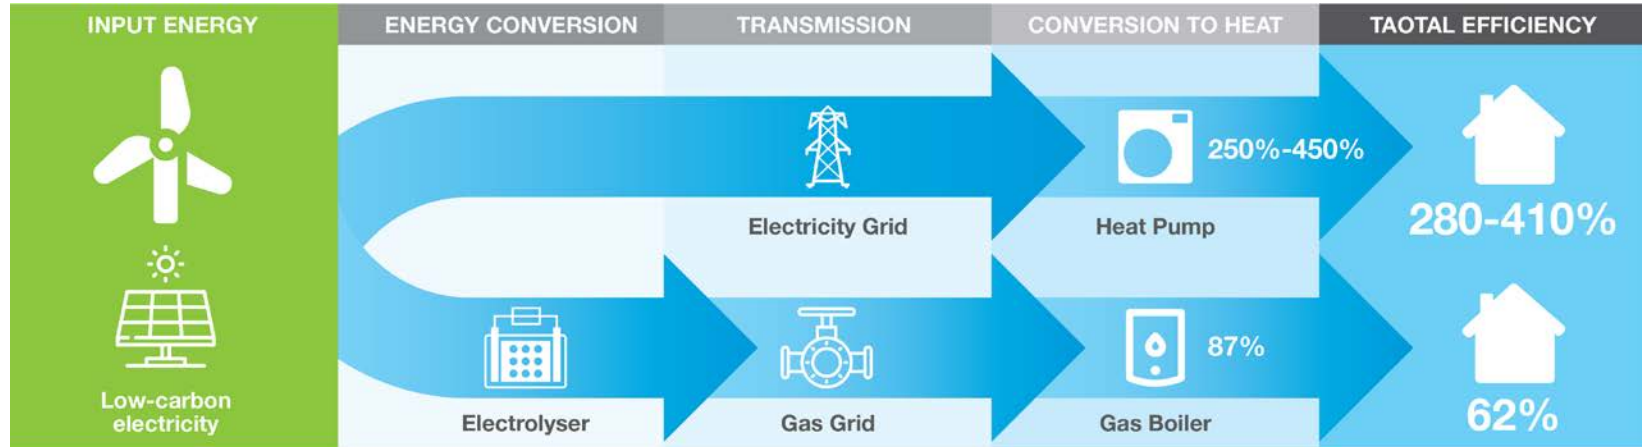 INPUT ENERGY
ENERGY CONVERSION
TRANSMISSION
CONVERSION TO HEAT
TAOTAL EFFICIENCY
250%-450%
Electricity Grid
Heat Pump
280-410%
87%
Low-carbon
electricity
Electrolyser
Gas Grid
Gas Boiler
62%